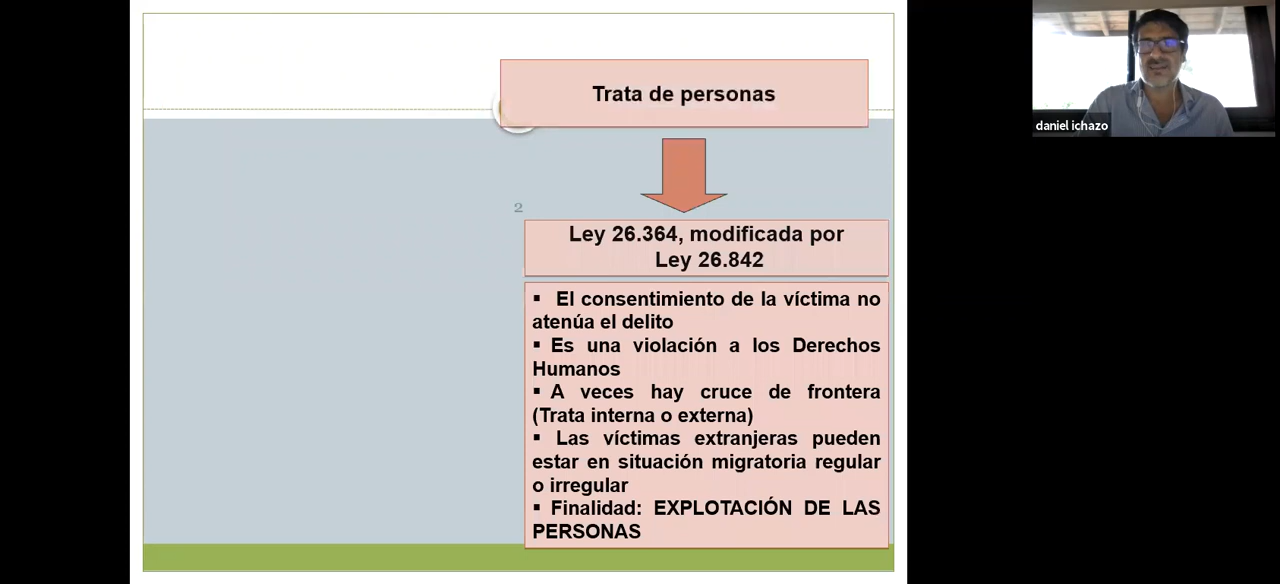 Trata de personas
daniel ichazo
2
Ley 26.364, modificada por
Ley 26.842
▪ El consentimiento de la víctima no
atenúa el delito
▪ Es una violación a los Derechos
Humanos
▪ A veces hay cruce de frontera
(Trata interna o externa)
▪ Las víctimas extranjeras pueden
estar en situación migratoria regular
o irregular
▪ Finalidad: EXPLOTACIÓN DE LAS
PERSONAS